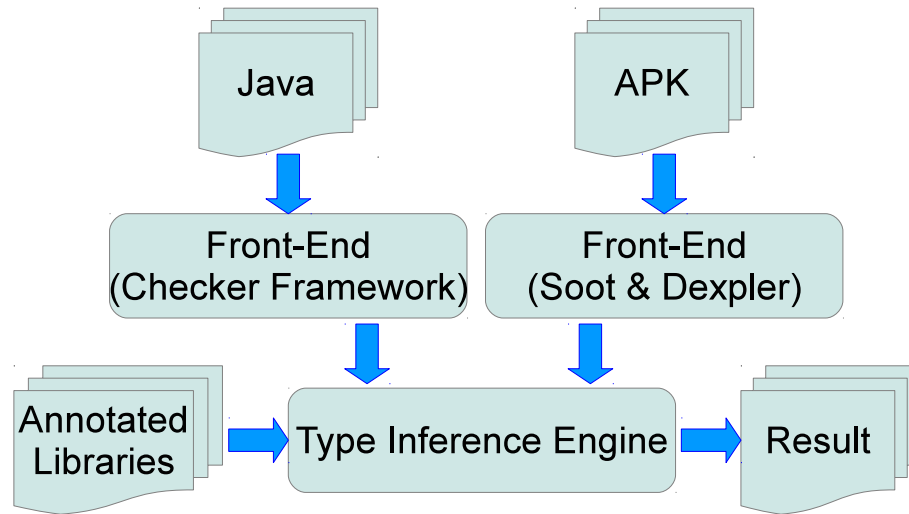 Java
APK
Front-End
(Checker Framework)
Front-End
(Soot & Dexpler)
Annotated
Libraries
Type Inference Engine
Result